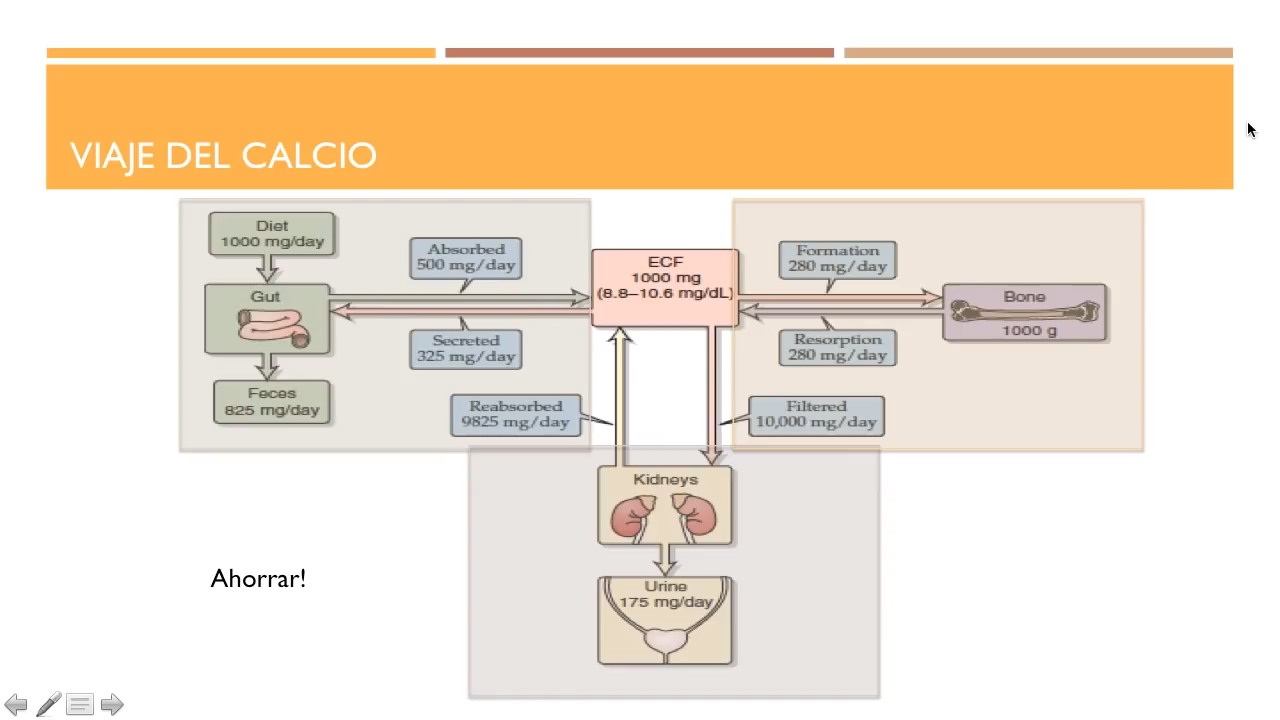 VIAJE DEL CALCIO
Diet
1000 mg/day
Gut
Feces
825 mg/day
Absorbed
500 mg/day
Secreted
325 mg/day
ECF
1000 mg
(8.8–10.6 mg/dL)
Formation
280 mg/day
Resorption
280 mg/day
Bone
1000 g
Reabsorbed
9825 mg/day
Filtered
10,000 mg/day
Kidneys
Urine
175 mg/day
Ahorrar!